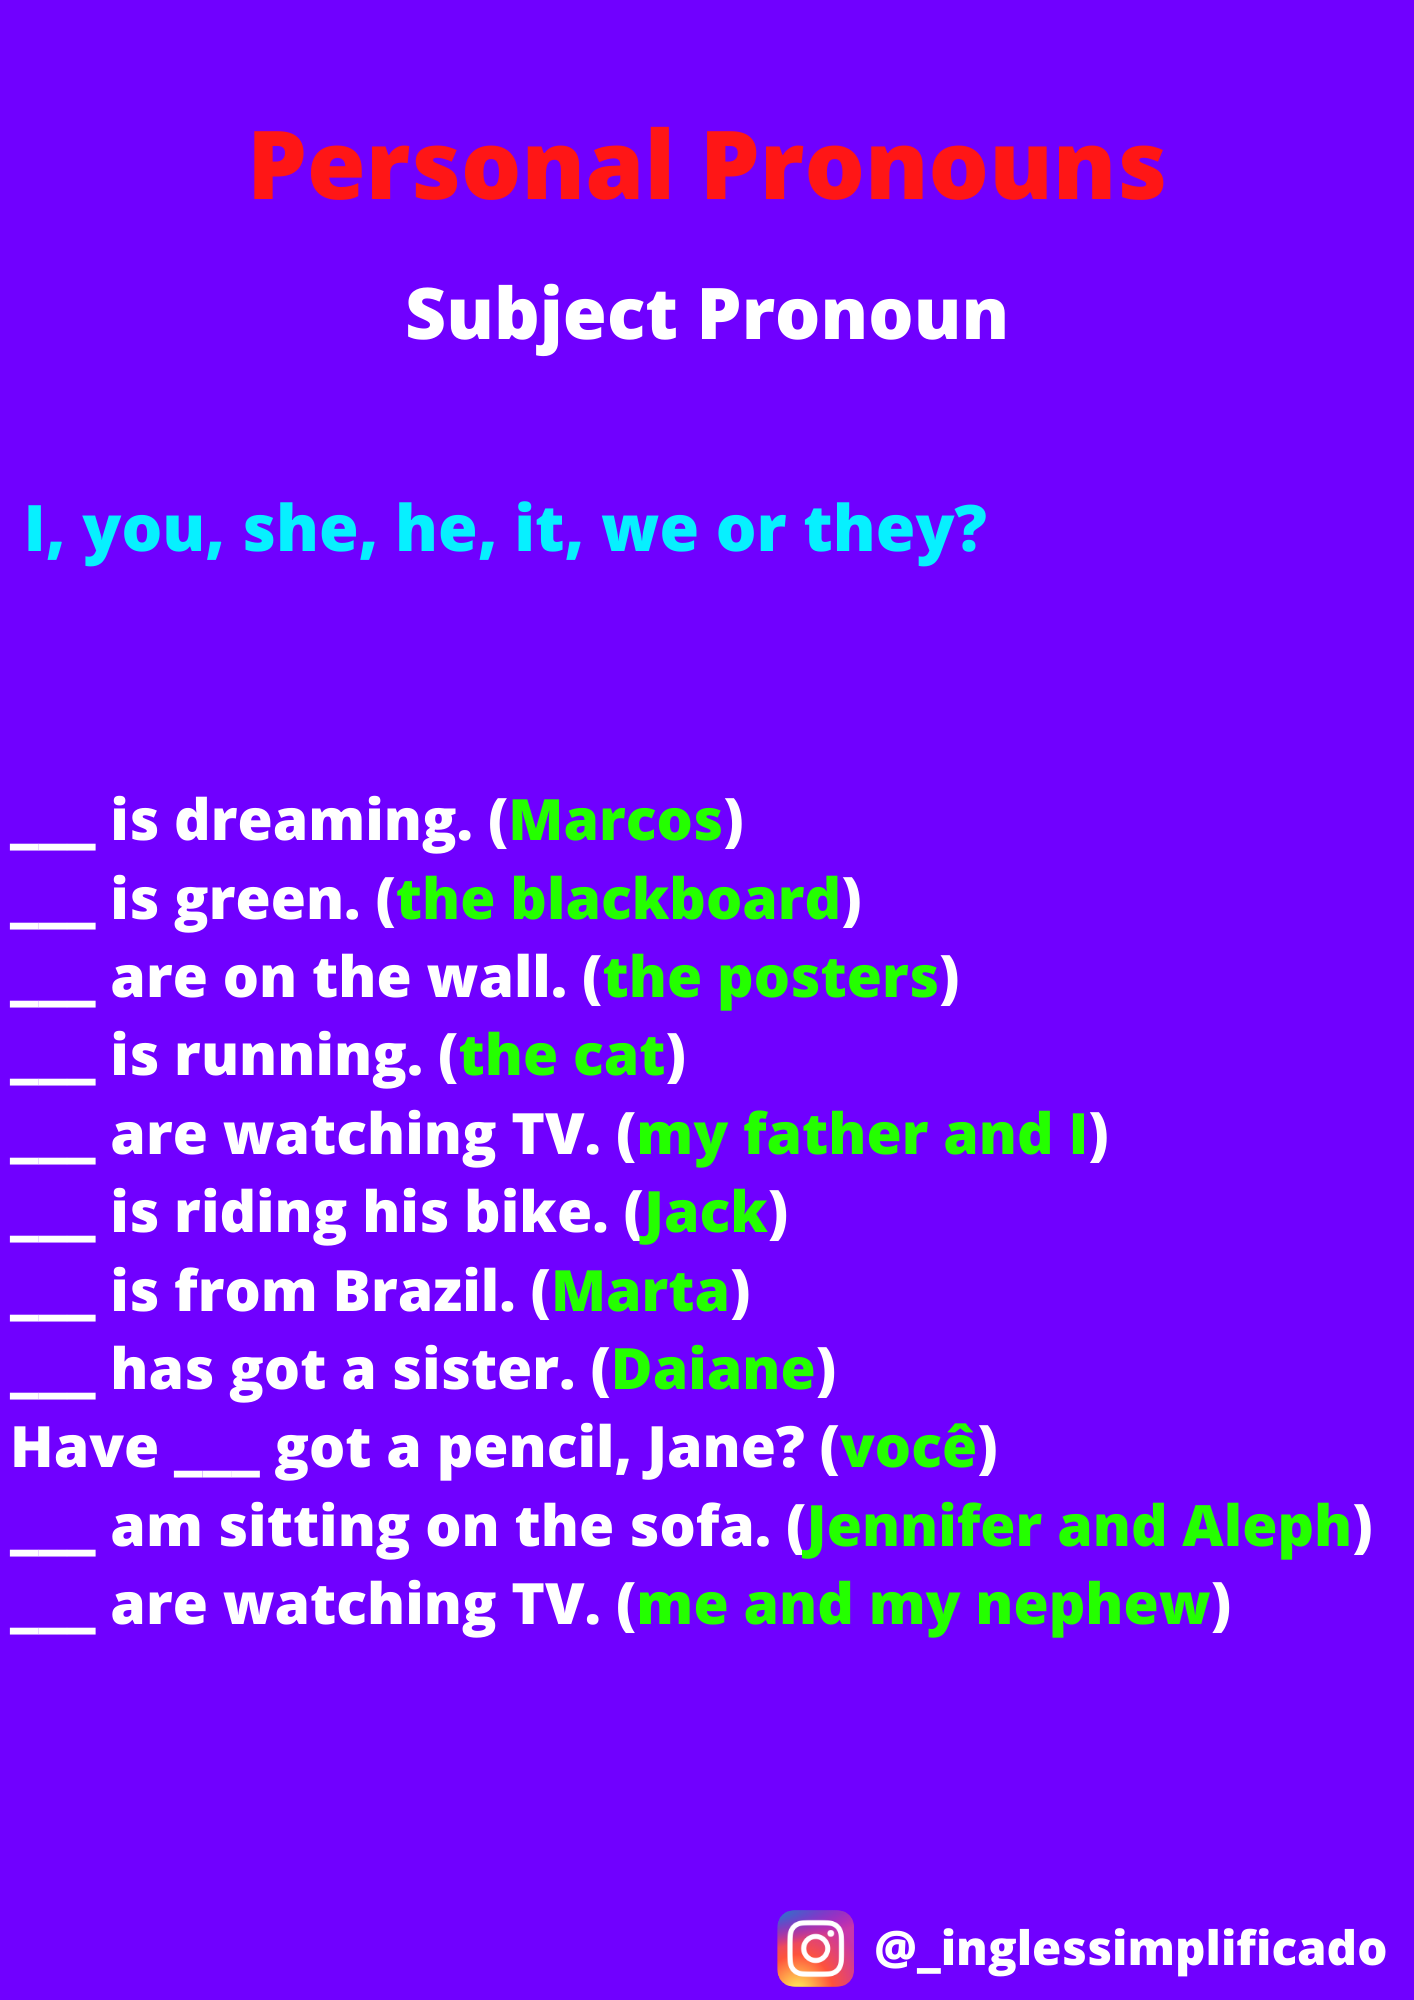 Personal Pronouns
Subject Pronoun
I, you, she, he, it, we or they?
___ is dreaming. (Marcos)
___ is green. (the blackboard)
___ are on the wall. (the posters)
___ is running. (the cat)
___ are watching TV. (my father and I)
___ is riding his bike. (Jack)
___ is from Brazil. (Marta)
___ has got a sister. (Daiane)
Have ___ got a pencil, Jane? (você)
___ am sitting on the sofa. (Jennifer and Aleph)
___ are watching TV. (me and my nephew)
@_inglessimplificado